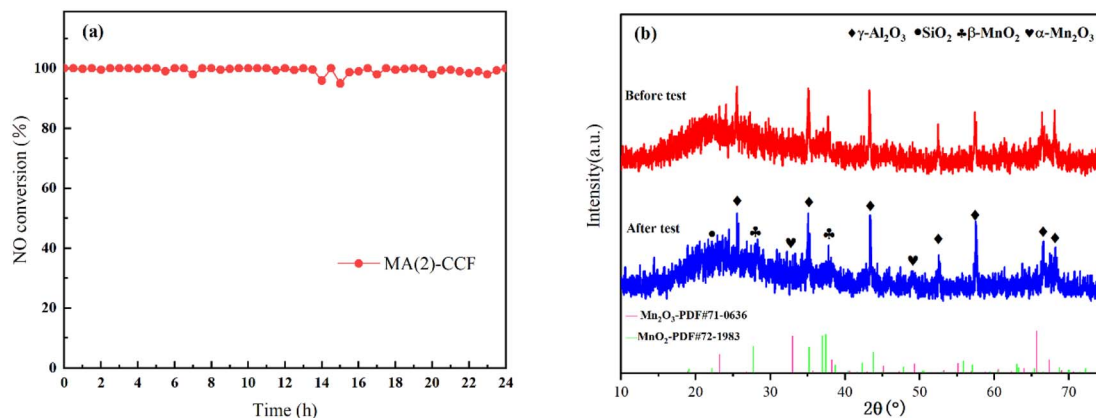 (a)
NO conversion (%)
100
80
60
40
20
0
MA(2)-CCF
0 2 4 6 8 10 12 14 16 18 20 22 24
Time (h)
(b)
♦γ-Al₂O₃ ●SiO₂ ♣β-MnO₂ ♥α-Mn₂O₃
Intensity(a.u.)
Before test
After test
Mn₂O₃-PDF#71-0636
MnO₂-PDF#72-1983
10 20 30 40 50 60 70
2θ (°)